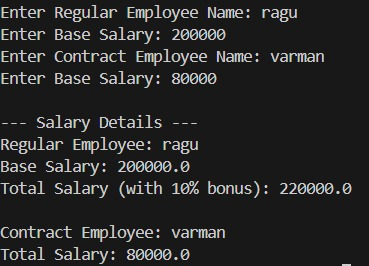 Enter Regular Employee Name: ragu
Enter Base Salary: 200000
Enter Contract Employee Name: varman
Enter Base Salary: 80000
--- Salary Details ---
Regular Employee: ragu
Base Salary: 200000.0
Total Salary (with 10% bonus): 220000.0
Contract Employee: varman
Total Salary: 80000.0